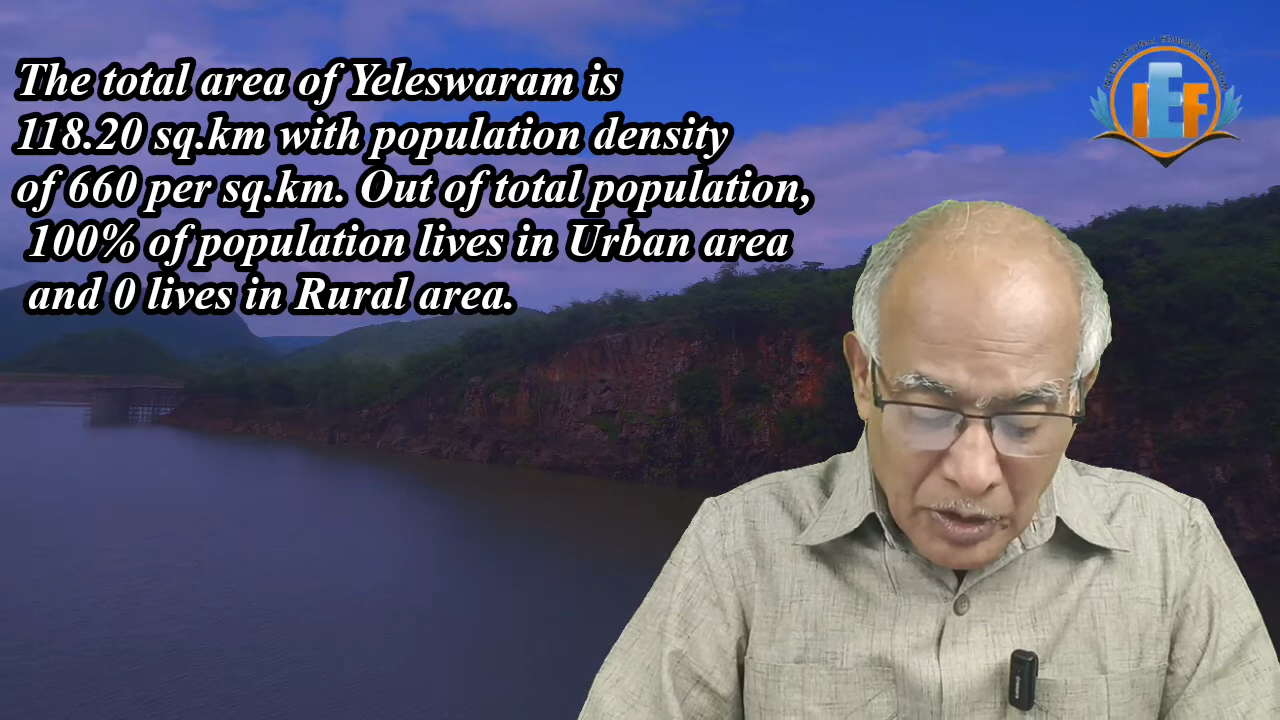 The total area of Yeleswaram is
118.20 sq.km with population density
of 660 per sq.km. Out of total population,
100% of population lives in Urban area
and 0 lives in Rural area.
IEF